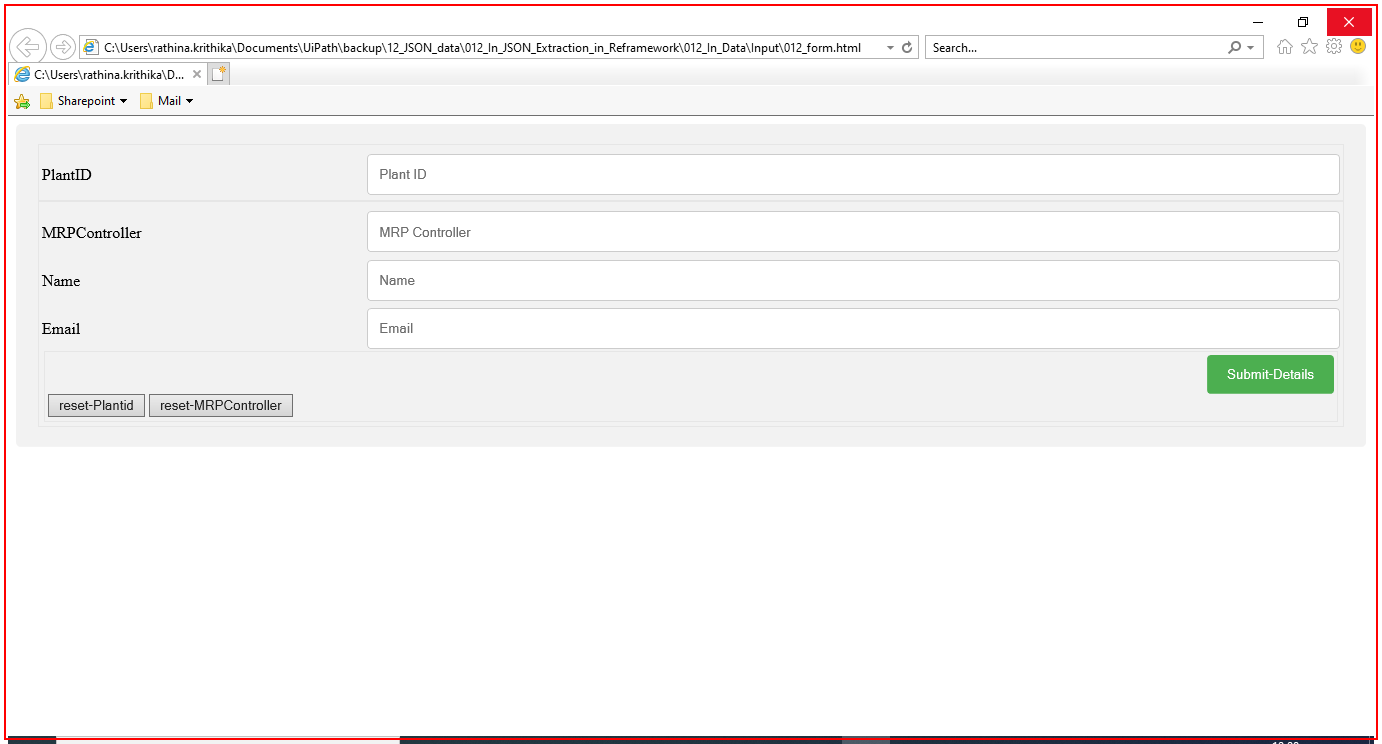 C:\Users\rathina.krithika\Documents\UiPath\backup\12_JSON_data\012_In_JSON_Extraction_in_Reframework\012_In_Data\Input\012_form.html Search...
C:\Users\rathina.krithika\D...
Sharepoint Mail
PlantID Plant ID
MRPController MRP Controller
Name Name
Email Email
Submit-Details
reset-Plantid reset-MRPController